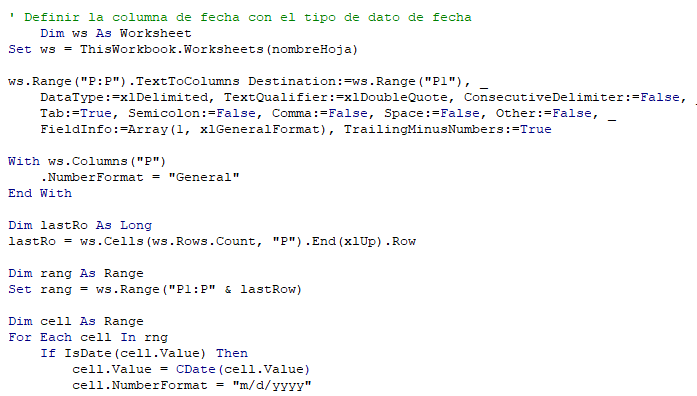 ' Definir la columna de fecha con el tipo de dato de fecha
    Dim ws As Worksheet
Set ws = ThisWorkbook.Worksheets(nombreHoja)

ws.Range("P:P").TextToColumns Destination:=ws.Range("P1"), _
    DataType:=xlDelimited, TextQualifier:=xlDoubleQuote, ConsecutiveDelimiter:=False, _
    Tab:=True, Semicolon:=False, Comma:=False, Space:=False, Other:=False, _
    FieldInfo:=Array(1, xlGeneralFormat), TrailingMinusNumbers:=True

With ws.Columns("P")
    .NumberFormat = "General"
End With

Dim lastRo As Long
lastRo = ws.Cells(ws.Rows.Count, "P").End(xlUp).Row

Dim rang As Range
Set rang = ws.Range("P1:P" & lastRow)

Dim cell As Range
For Each cell In rng
    If IsDate(cell.Value) Then
        cell.Value = CDate(cell.Value)
        cell.NumberFormat = "m/d/yyyy"